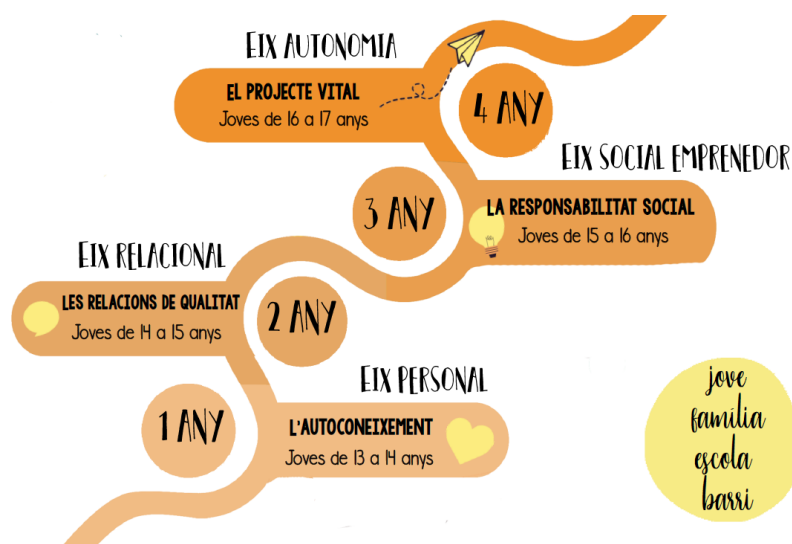 EIX AUTONOMIA
EL PROJECTE VITAL
Joves de 16 a 17 anys
4 ANY
EIX SOCIAL EMPRENEDOR
3 ANY
LA RESPONSABILITAT SOCIAL
Joves de 15 a 16 anys
EIX RELACIONAL
LES RELACIONS DE QUALITAT
Joves de 14 a 15 anys
2 ANY
EIX PERSONAL
1 ANY
L'AUTOCONEIXEMENT
Joves de 13 a 14 anys
jove
familia
escola
barri